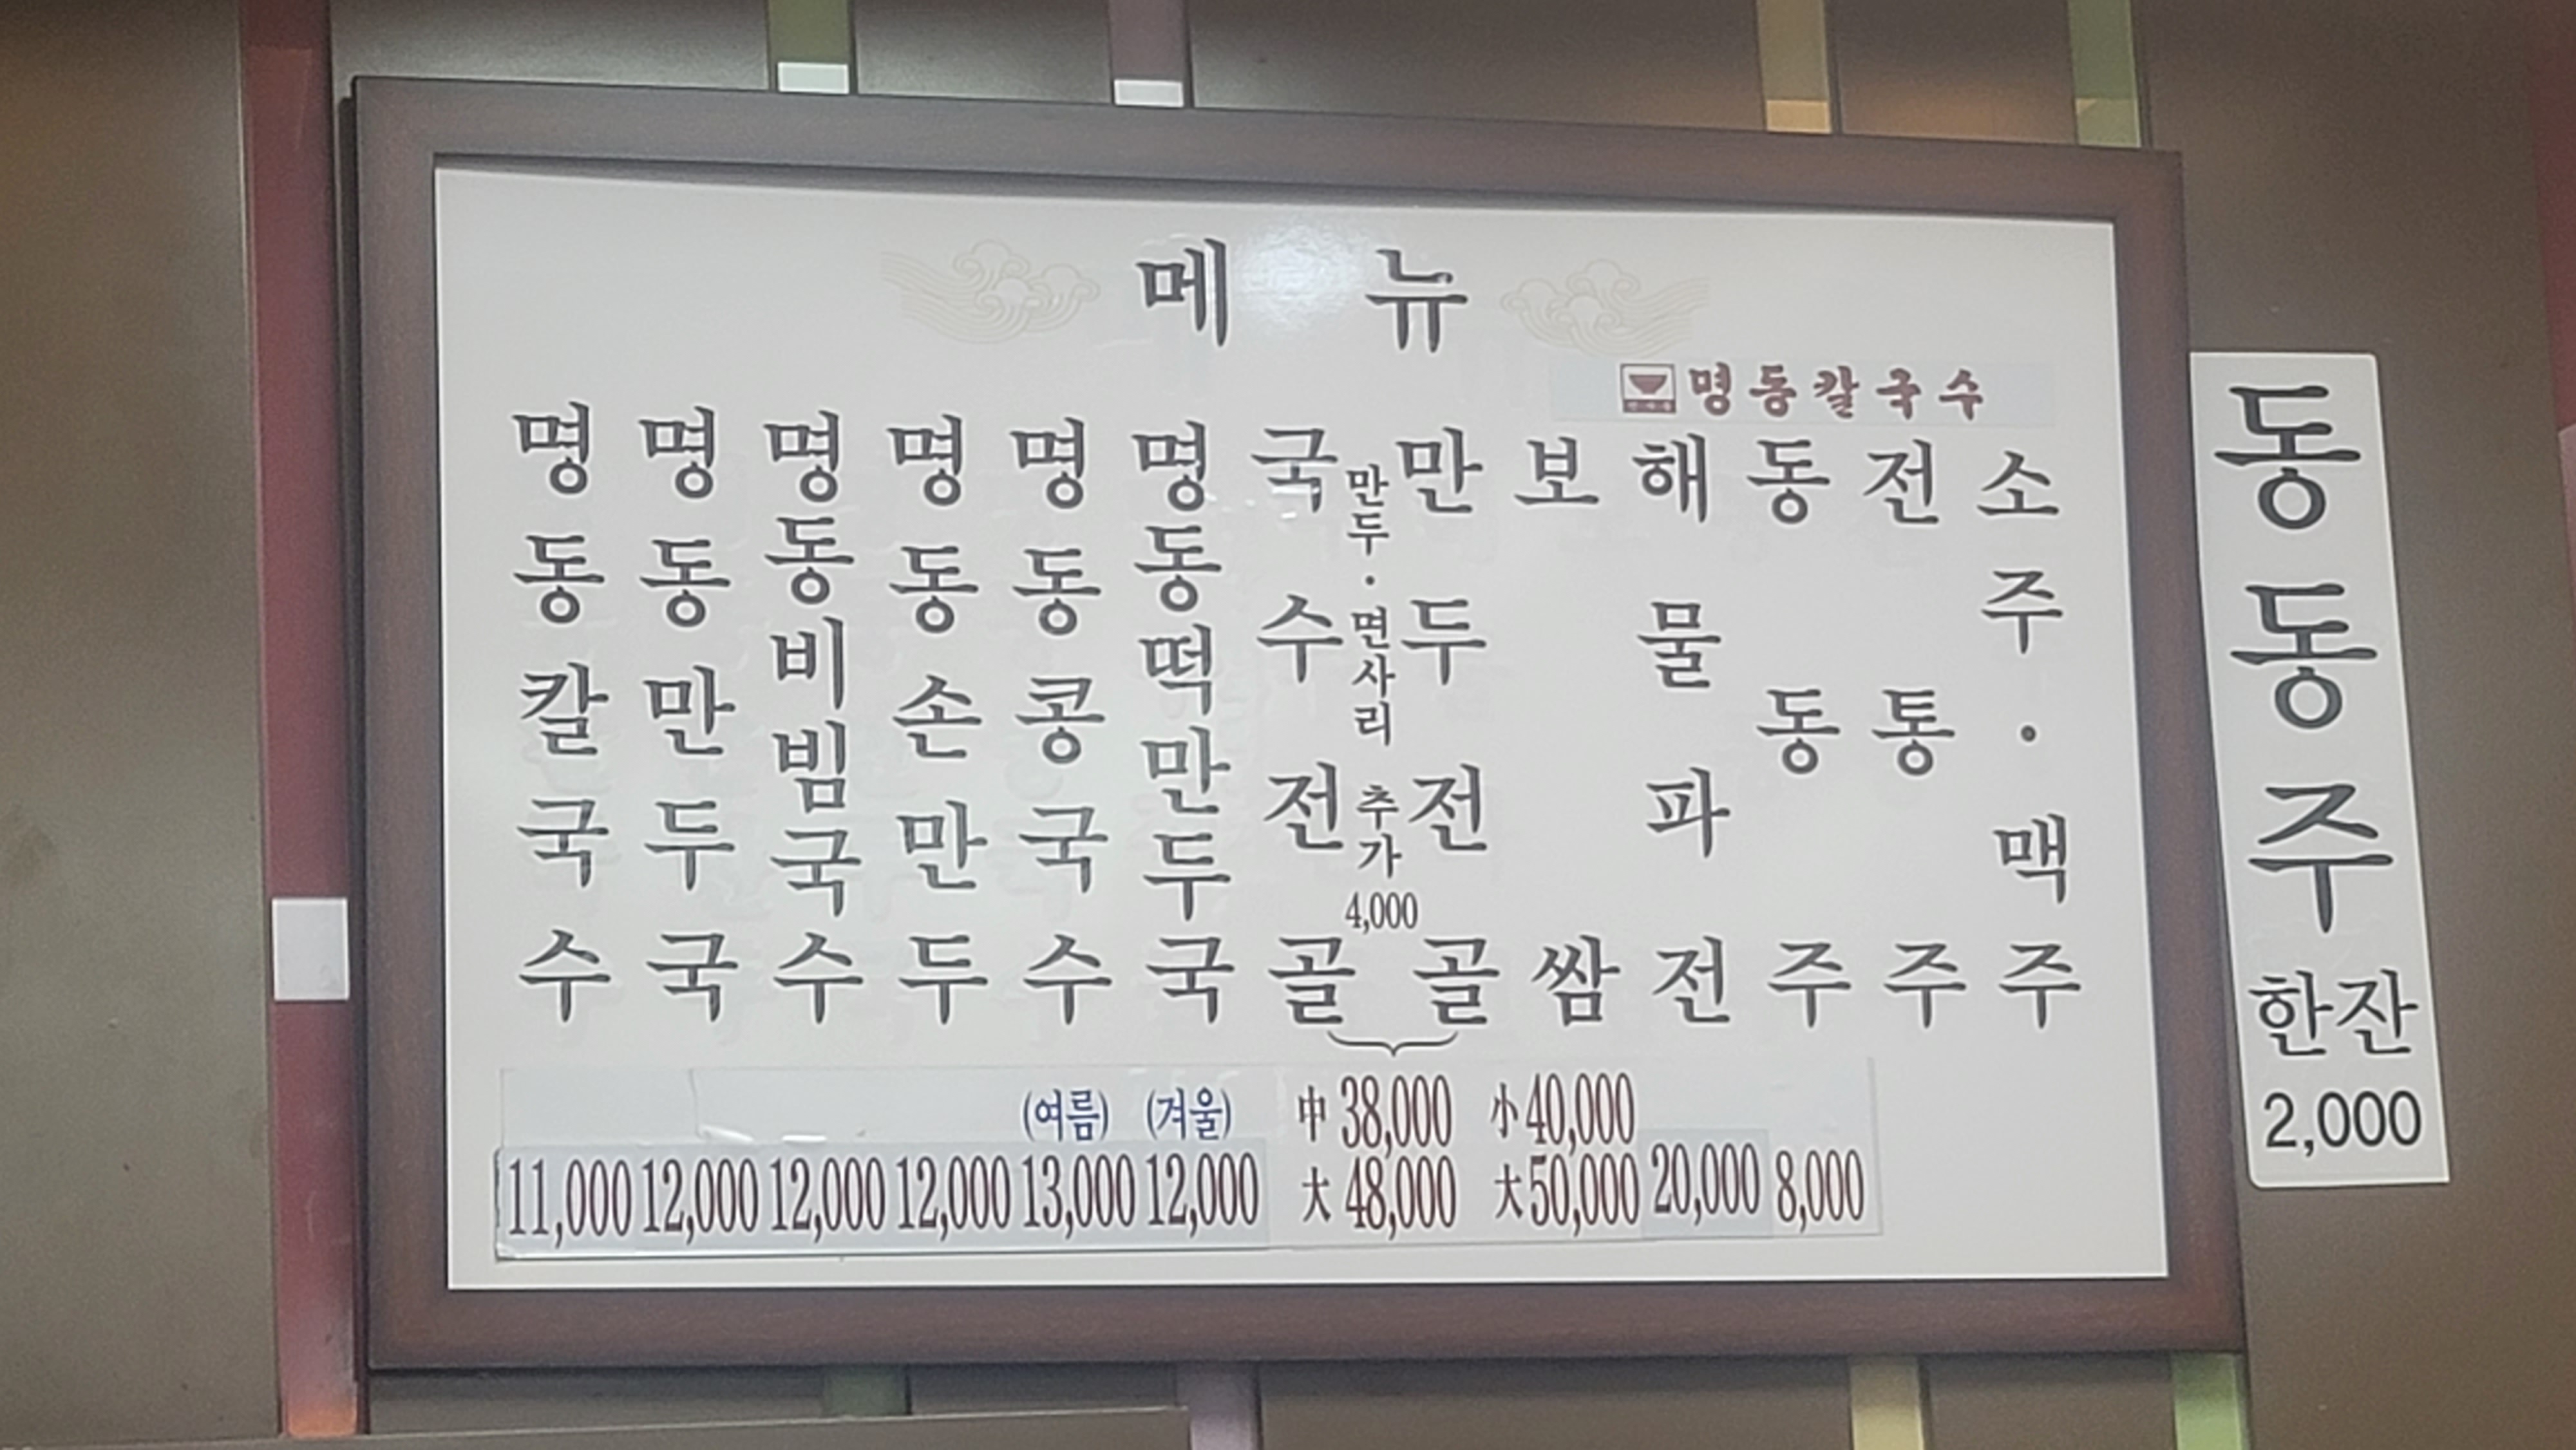 메뉴
명동칼국수
명동칼국수
명동만두국
명동비빔국수
명동손만두
명동콩국수
명동떡만두국
국수전골
만두·면사리 추가
4,000
만두전골
보쌈
해물파전
동동주
전통주
소주·맥주
(여름) (겨울) 中 38,000 小 40,000
11,000 12,000 12,000 12,000 13,000 12,000 大 48,000 大 50,000 20,000 8,000
동동주
한잔
2,000